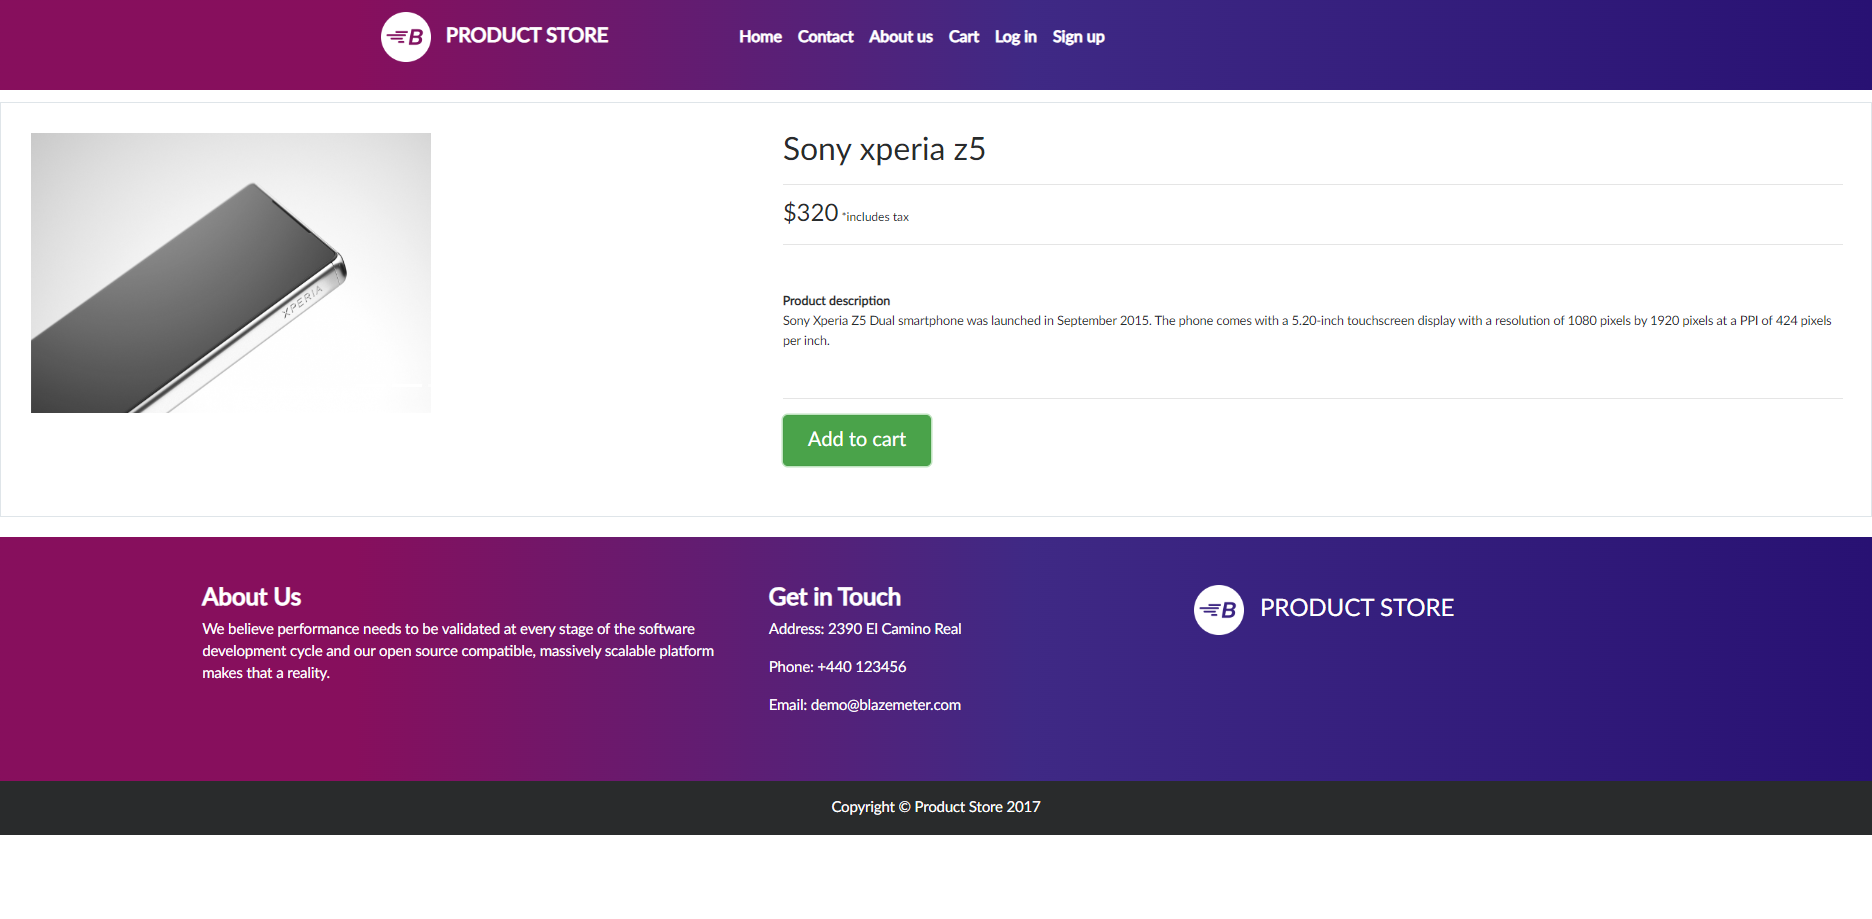 B PRODUCT STORE Home Contact About us Cart Log in Sign up
XPERIA
Sony xperia z5
$320 *includes tax
Product description
Sony Xperia Z5 Dual smartphone was launched in September 2015. The phone comes with a 5.20-inch touchscreen display with a resolution of 1080 pixels by 1920 pixels at a PPI of 424 pixels
per inch.
Add to cart
About Us
We believe performance needs to be validated at every stage of the software
development cycle and our open source compatible, massively scalable platform
makes that a reality.
Get in Touch
Address: 2390 El Camino Real
Phone: +440 123456
Email: demo@blazemeter.com
B PRODUCT STORE
Copyright © Product Store 2017